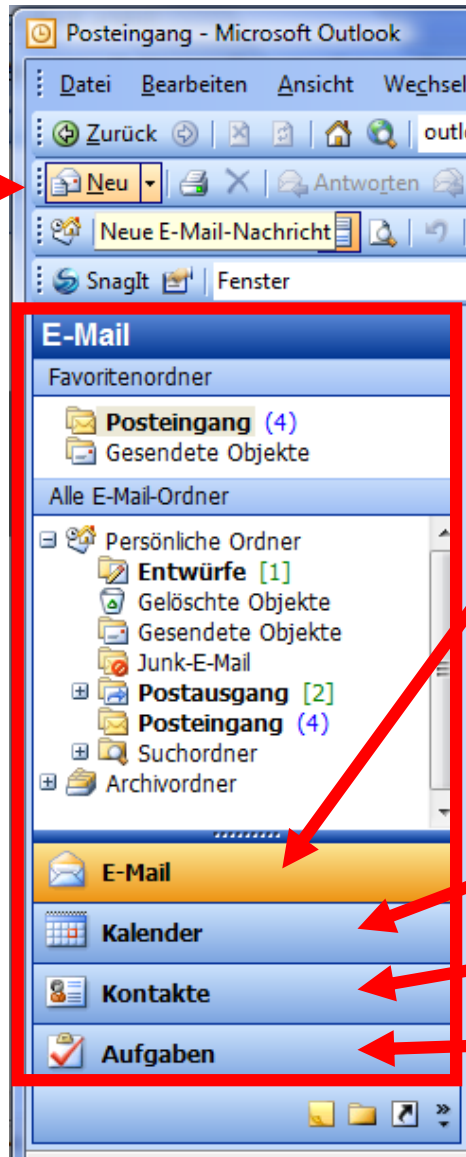 Posteingang - Microsoft Outlook
Datei Bearbeiten Ansicht Wechsel
Zurück outl
Neu Antworten
Neue E-Mail-Nachricht
SnagIt Fenster
E-Mail
Favoritenordner
Posteingang (4)
Gesendete Objekte
Alle E-Mail-Ordner
Persönliche Ordner
Entwürfe [1]
Gelöschte Objekte
Gesendete Objekte
Junk-E-Mail
Postausgang [2]
Posteingang (4)
Suchordner
Archivordner
E-Mail
Kalender
Kontakte
Aufgaben